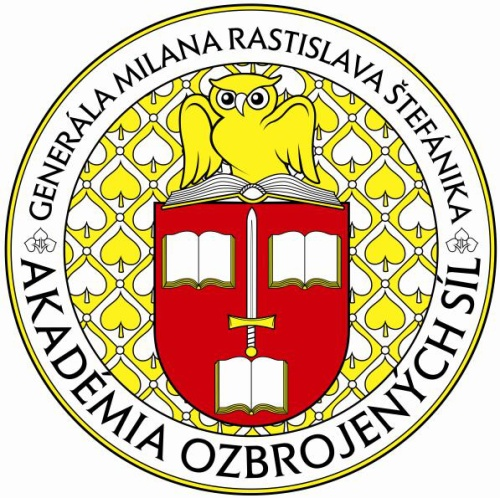 GENERÁLA MILANA RASTISLAVA ŠTEFÁNIKA
AKADÉMIA OZBROJENÝCH SÍL